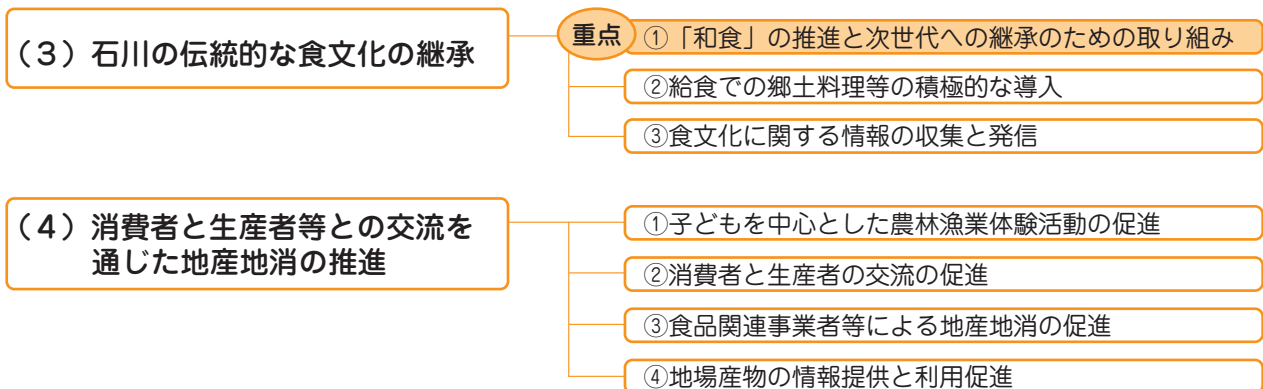 （3）石川の伝統的な食文化の継承
重点
①「和食」の推進と次世代への継承のための取り組み
②給食での郷土料理等の積極的な導入
③食文化に関する情報の収集と発信
（4）消費者と生産者等との交流を
通じた地産地消の推進
①子どもを中心とした農林漁業体験活動の促進
②消費者と生産者の交流の促進
③食品関連事業者等による地産地消の促進
④地場産物の情報提供と利用促進